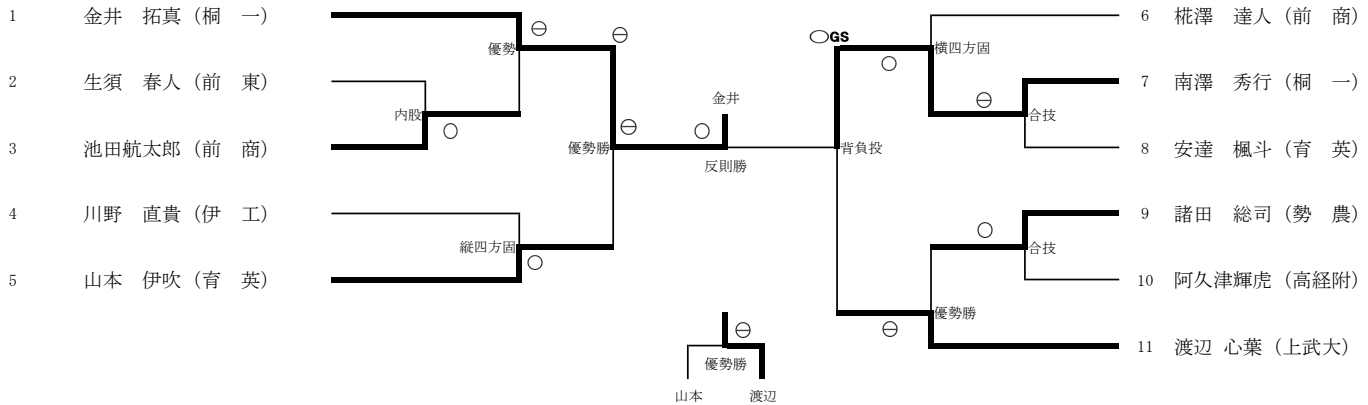 1 金井 拓真（桐 一）
2 生須 春人（前 東）
3 池田航太郎（前 商）
4 川野 直貴（伊 工）
5 山本 伊吹（育 英）
優勢
内股
優勢勝
縦四方固
金井
反則勝
GS
横四方固
合技
背負投
合技
優勢勝
優勢勝
山本 渡辺
6 椛澤 達人（前 商）
7 南澤 秀行（桐 一）
8 安達 楓斗（育 英）
9 諸田 総司（勢 農）
10 阿久津輝虎（高経附）
11 渡辺 心葉（上武大）